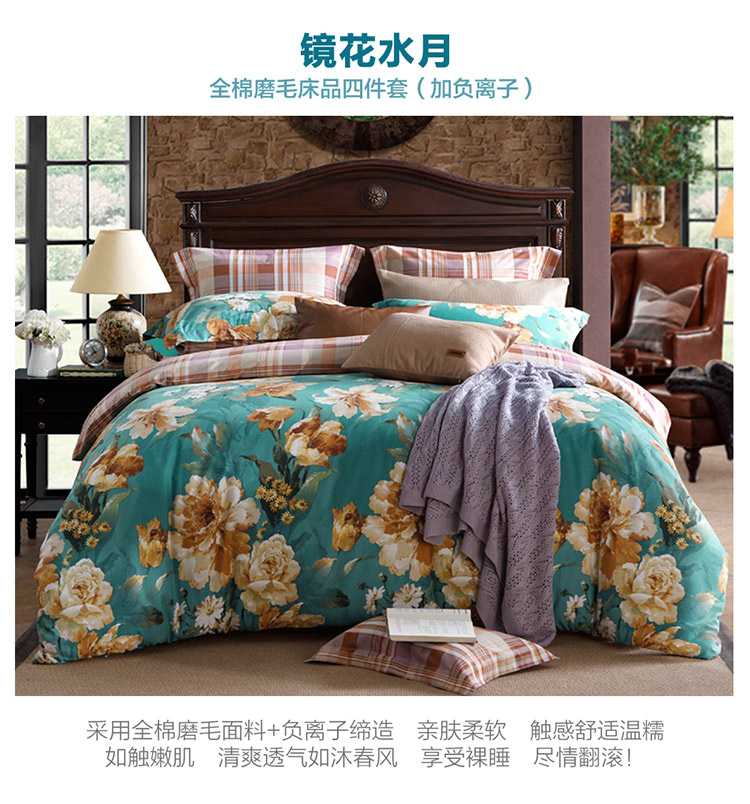 镜花水月
全棉磨毛床品四件套（加负离子）
采用全棉磨毛面料+负离子缔造 亲肤柔软 触感舒适温糯
如触嫩肌 清爽透气如沐春风 享受裸睡 尽情翻滚！